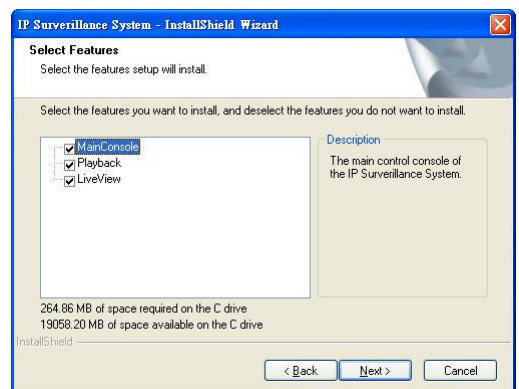 IP Surverillance System - InstallShield Wizard
Select Features
Select the features setup will install.
Select the features you want to install, and deselect the features you do not want to install.
MainConsole
Playback
LiveView
Description
The main control console of
the IP Surverillance System.
264.86 MB of space required on the C drive
19058.20 MB of space available on the C drive
InstallShield
< Back
Next >
Cancel